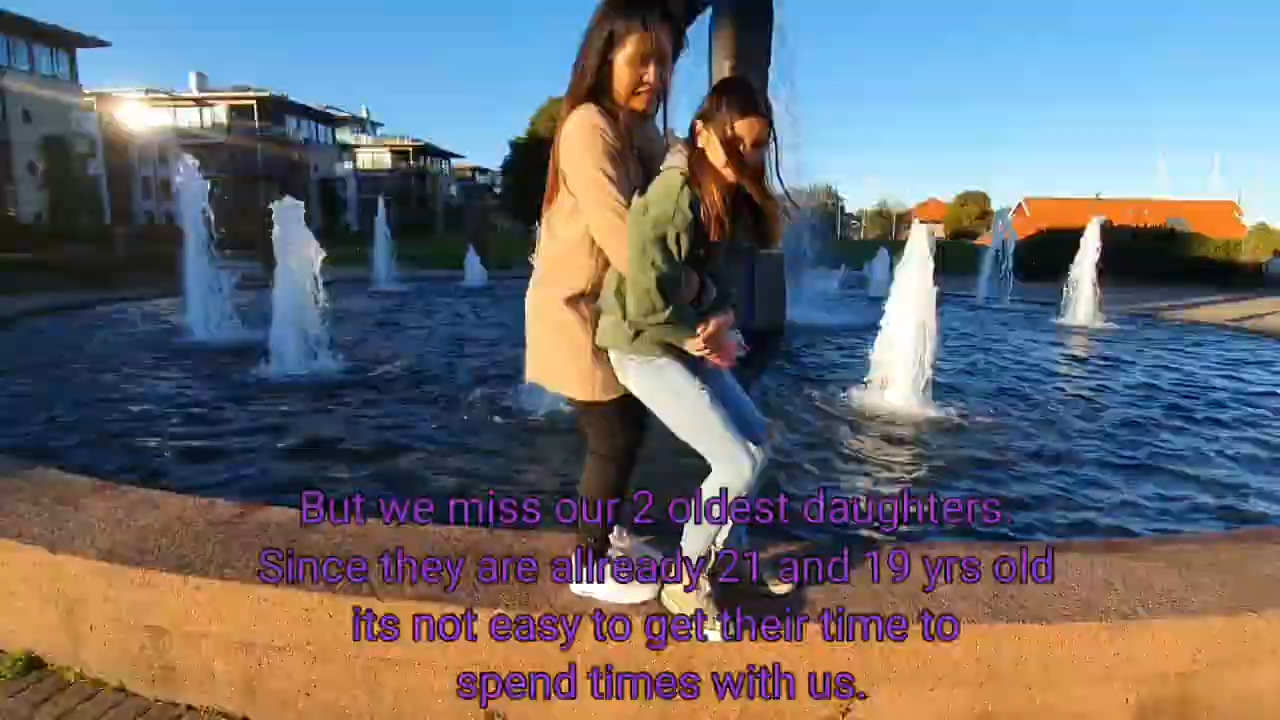 But we miss our 2 oldest daughters.
Since they are allready 21 and 19 yrs old
its not easy to get their time to
spend times with us.